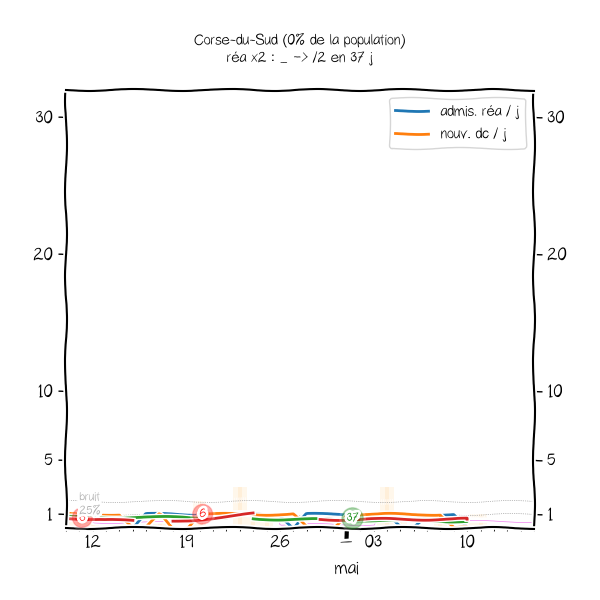 Corse-du-Sud (0% de la population)
réa x2 : _ -> /2 en 37 j
admis. réa / j
nouv. dc / j
30 30
20 20
10 10
5 5
bruit
25%
6 37
1 1
12 19 26 03 10
mai